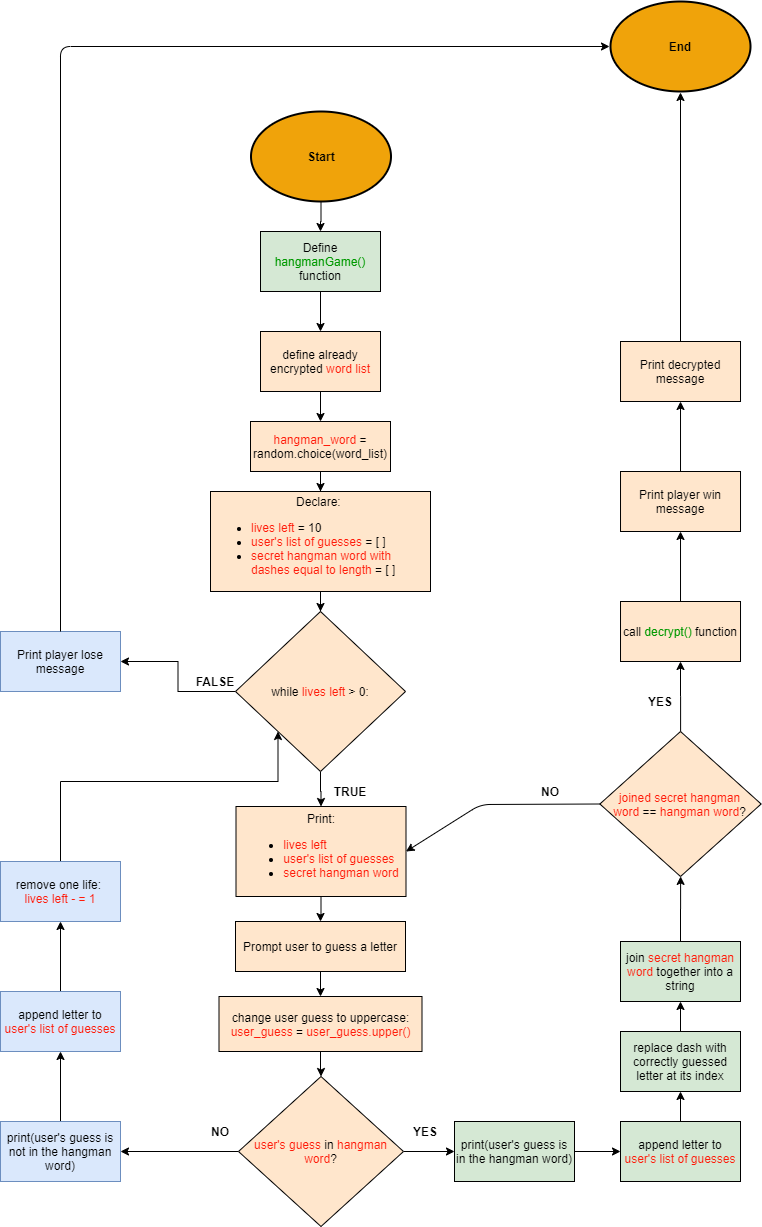 End
Start
Define
hangmanGame()
function
define already
encrypted word list
hangman_word =
random.choice(word_list)
Declare:
lives left = 10
user's list of guesses = [ ]
secret hangman word with
dashes equal to length = [ ]
while lives left > 0:
FALSE
Print player lose
message
TRUE
Print:
lives left
user's list of guesses
secret hangman word
Prompt user to guess a letter
change user guess to uppercase:
user_guess = user_guess.upper()
user's guess in hangman
word?
NO
print(user's guess is
not in the hangman
word)
append letter to
user's list of guesses
remove one life:
lives left - = 1
YES
print(user's guess is
in the hangman word)
append letter to
user's list of guesses
replace dash with
correctly guessed
letter at its index
join secret hangman
word together into a
string
joined secret hangman
word == hangman word?
NO
YES
call decrypt() function
Print player win
message
Print decrypted
message